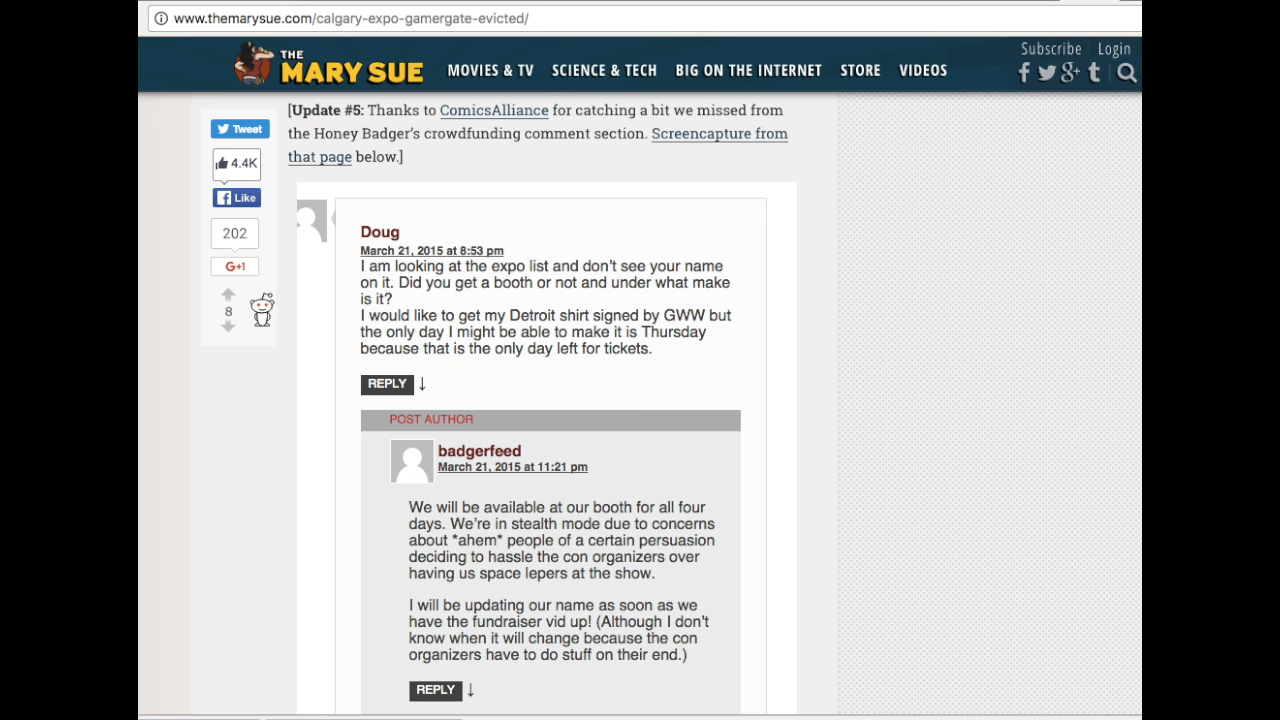 www.themarysue.com/calgary-expo-gamergate-evicted/
Subscribe Login
THE
MARY SUE
MOVIES & TV SCIENCE & TECH BIG ON THE INTERNET STORE VIDEOS
[Update #5: Thanks to ComicsAlliance for catching a bit we missed from
the Honey Badger's crowdfunding comment section. Screencapture from
that page below.]
Tweet
4.4K
Like
202
G+1
8
Doug
March 21, 2015 at 8:53 pm
I am looking at the expo list and don't see your name
on it. Did you get a booth or not and under what make
is it?
I would like to get my Detroit shirt signed by GWW but
the only day I might be able to make it is Thursday
because that is the only day left for tickets.
REPLY ↓
POST AUTHOR
badgerfeed
March 21, 2015 at 11:21 pm
We will be available at our booth for all four
days. We're in stealth mode due to concerns
about *ahem* people of a certain persuasion
deciding to hassle the con organizers over
having us space lepers at the show.
I will be updating our name as soon as we
have the fundraiser vid up! (Although I don't
know when it will change because the con
organizers have to do stuff on their end.)
REPLY ↓